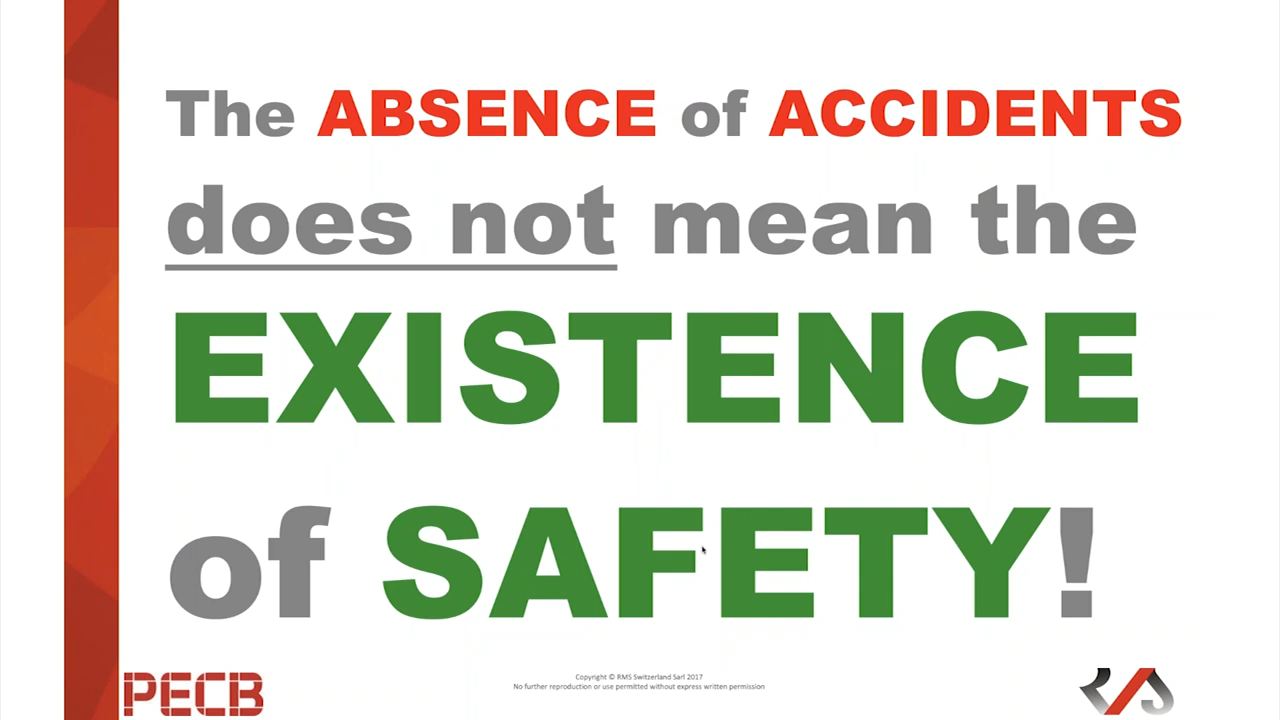 The ABSENCE of ACCIDENTS
does not mean the
EXISTENCE
of SAFETY!
PECB
Copyright © RMS Switzerland Sarl 2017
No further reproduction or use permitted without express written permission
RMS